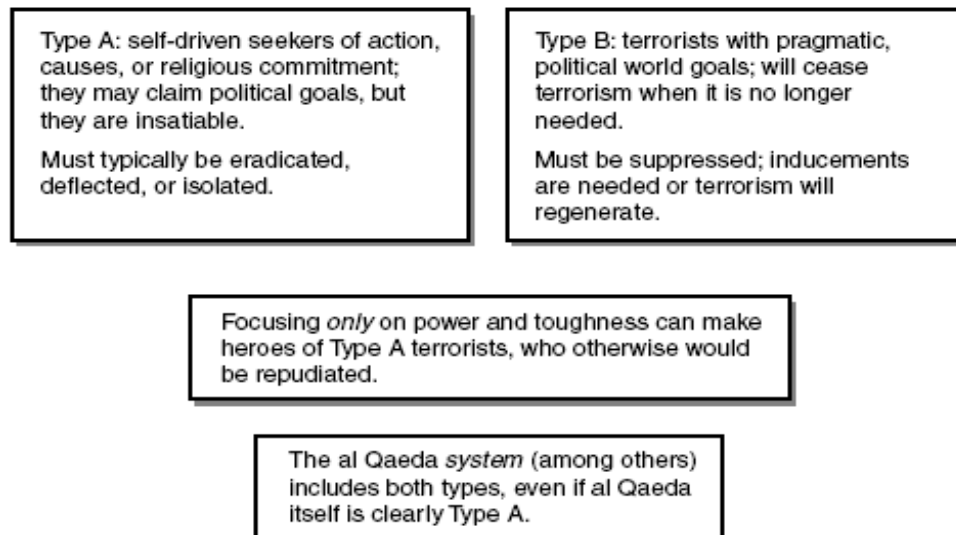 Type A: self-driven seekers of action,
causes, or religious commitment;
they may claim political goals, but
they are insatiable.
Must typically be eradicated,
deflected, or isolated.
Type B: terrorists with pragmatic,
political world goals; will cease
terrorism when it is no longer
needed.
Must be suppressed; inducements
are needed or terrorism will
regenerate.
Focusing only on power and toughness can make
heroes of Type A terrorists, who otherwise would
be repudiated.
The al Qaeda system (among others)
includes both types, even if al Qaeda
itself is clearly Type A.